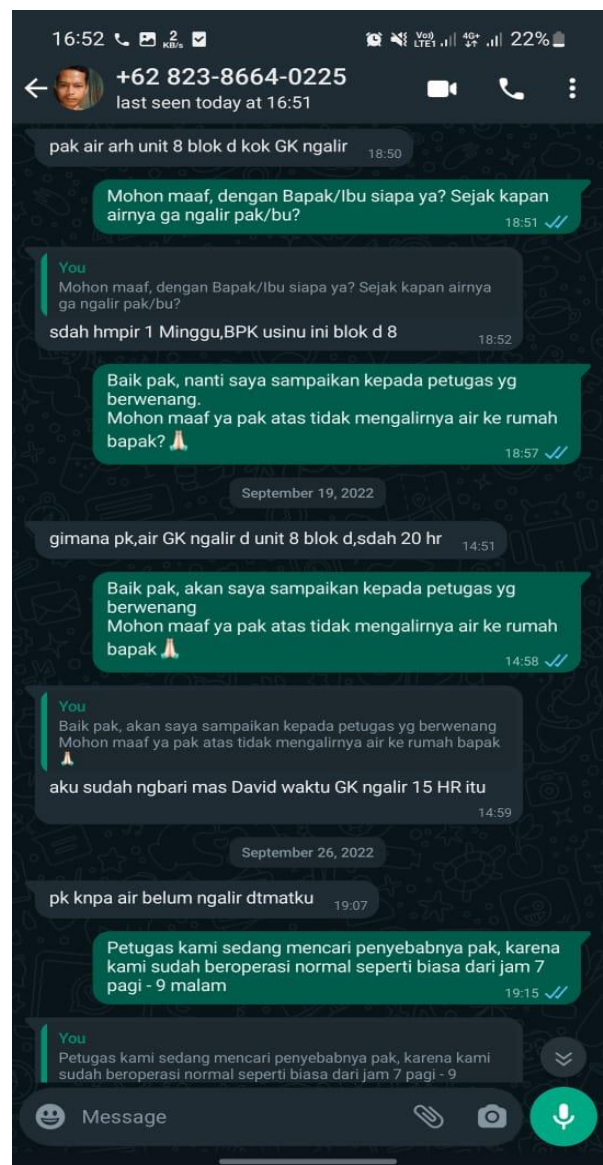 16:52 2 KB/s Vo)) LTE1 4G+ 22%
+62 823-8664-0225
last seen today at 16:51
pak air arh unit 8 blok d kok GK ngalir 18:50
Mohon maaf, dengan Bapak/Ibu siapa ya? Sejak kapan
airnya ga ngalir pak/bu?
18:51
You
Mohon maaf, dengan Bapak/Ibu siapa ya? Sejak kapan airnya
ga ngalir pak/bu?
sdah hmpir 1 Minggu,BPK usinu ini blok d 8
18:52
Baik pak, nanti saya sampaikan kepada petugas yg
berwenang.
Mohon maaf ya pak atas tidak mengalirnya air ke rumah
bapak? 🙏🏻
18:57
September 19, 2022
gimana pk,air GK ngalir d unit 8 blok d,sdah 20 hr 14:51
Baik pak, akan saya sampaikan kepada petugas yg
berwenang
Mohon maaf ya pak atas tidak mengalirnya air ke rumah
bapak 🙏🏻
14:58
You
Baik pak, akan saya sampaikan kepada petugas yg berwenang
Mohon maaf ya pak atas tidak mengalirnya air ke rumah bapak
🙏🏻
aku sudah ngbari mas David waktu GK ngalir 15 HR itu
14:59
September 26, 2022
pk knpa air belum ngalir dtmatku 19:07
Petugas kami sedang mencari penyebabnya pak, karena
kami sudah beroperasi normal seperti biasa dari jam 7
pagi - 9 malam
19:15
You
Petugas kami sedang mencari penyebabnya pak, karena kami
sudah beroperasi normal seperti biasa dari jam 7 pagi - 9
Message